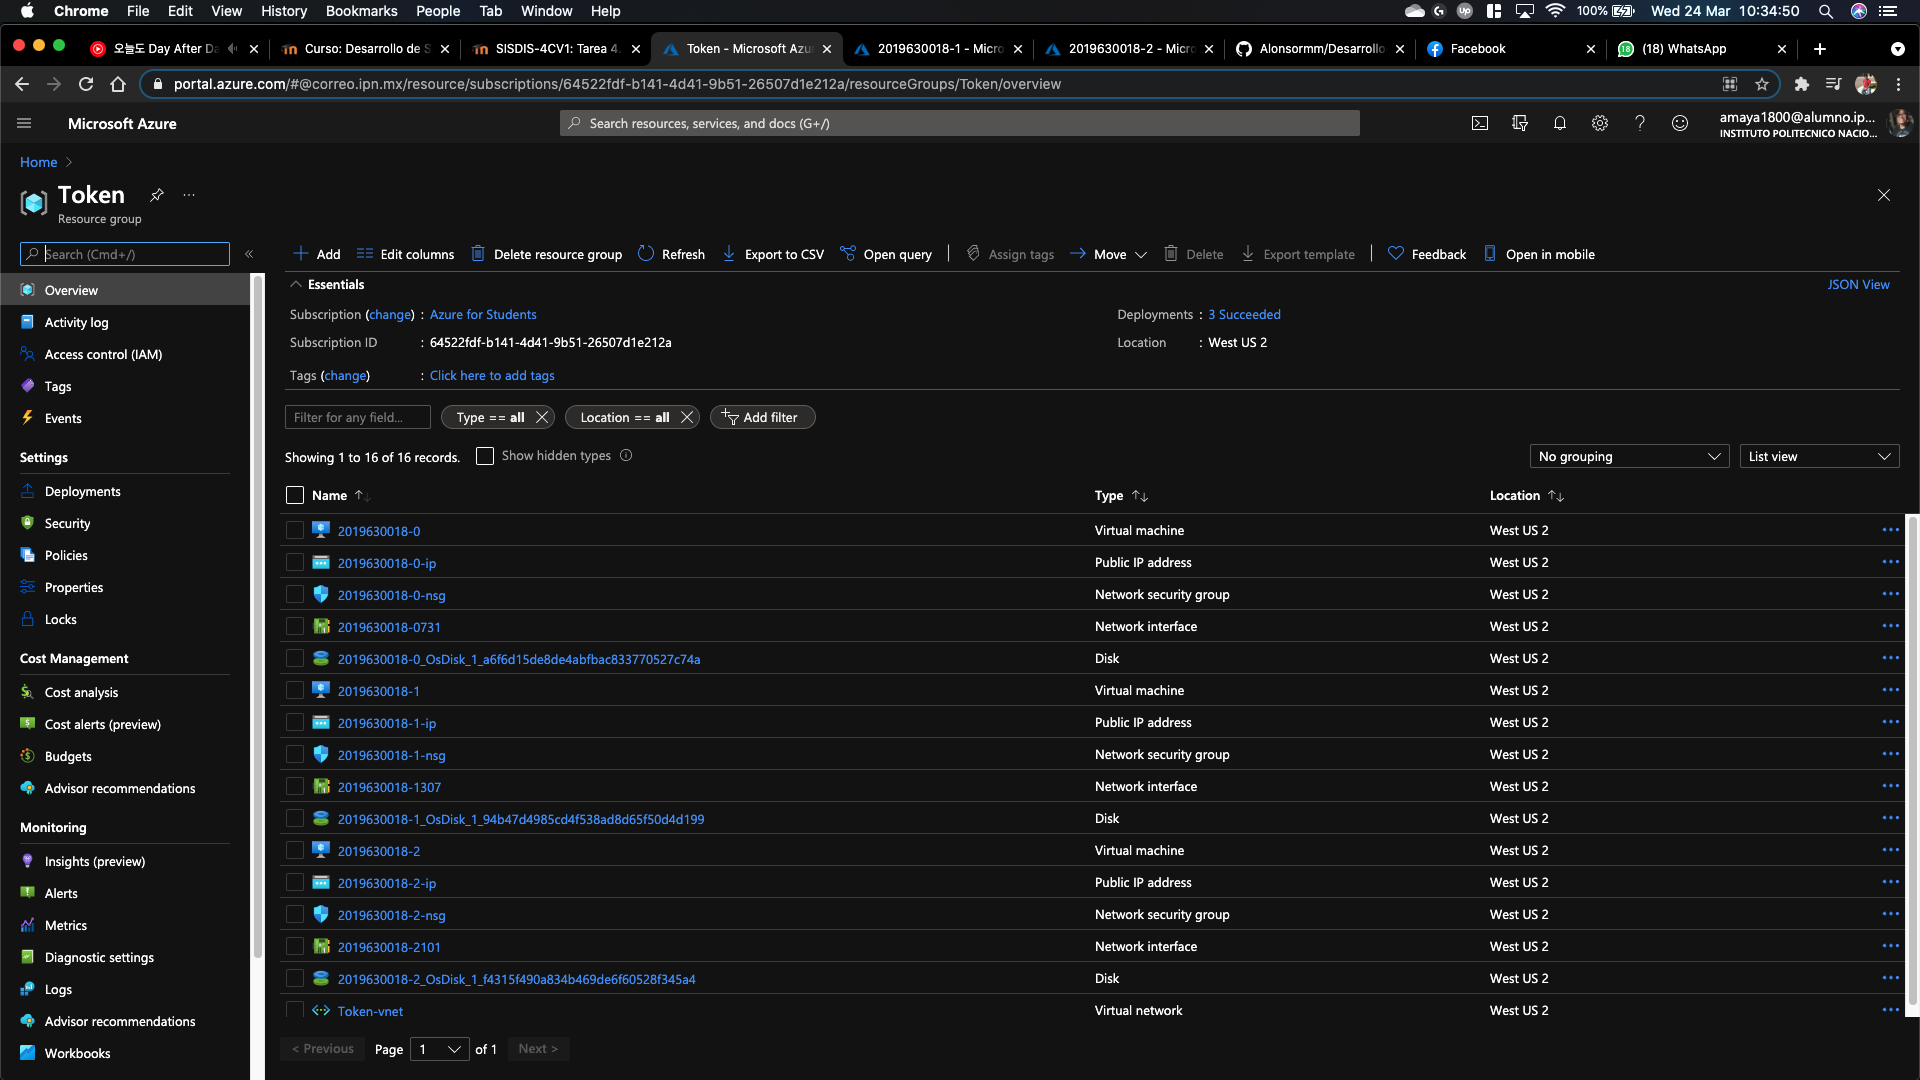 Chrome File Edit View History Bookmarks People Tab Window Help 100% Wed 24 Mar 10:34:50
오늘도 Day After Da
Curso: Desarrollo de S
SISDIS-4CV1: Tarea 4.
Token - Microsoft Azu
2019630018-1 - Micro
2019630018-2 - Micro
Alonsormm/Desarrollo
Facebook
(18) WhatsApp
portal.azure.com/#@correo.ipn.mx/resource/subscriptions/64522fdf-b141-4d41-9b51-26507d1e212a/resourceGroups/Token/overview
Microsoft Azure
Search resources, services, and docs (G+/)
amaya1800@alumno.ip...
INSTITUTO POLITECNICO NACIO...
Home
Token
Resource group
Search (Cmd+/)
Add
Edit columns
Delete resource group
Refresh
Export to CSV
Open query
Assign tags
Move
Delete
Export template
Feedback
Open in mobile
Overview
Activity log
Access control (IAM)
Tags
Events
Settings
Deployments
Security
Policies
Properties
Locks
Cost Management
Cost analysis
Cost alerts (preview)
Budgets
Advisor recommendations
Monitoring
Insights (preview)
Alerts
Metrics
Diagnostic settings
Logs
Advisor recommendations
Workbooks
Essentials
JSON View
Subscription (change) : Azure for Students
Deployments : 3 Succeeded
Subscription ID : 64522fdf-b141-4d41-9b51-26507d1e212a
Location : West US 2
Tags (change) : Click here to add tags
Filter for any field...
Type == all
Location == all
Add filter
Showing 1 to 16 of 16 records.
Show hidden types
No grouping
List view
Name Type Location
2019630018-0 Virtual machine West US 2
2019630018-0-ip Public IP address West US 2
2019630018-0-nsg Network security group West US 2
2019630018-0731 Network interface West US 2
2019630018-0_OsDisk_1_a6f6d15de8de4abfbac833770527c74a Disk West US 2
2019630018-1 Virtual machine West US 2
2019630018-1-ip Public IP address West US 2
2019630018-1-nsg Network security group West US 2
2019630018-1307 Network interface West US 2
2019630018-1_OsDisk_1_94b47d4985cd4f538ad8d65f50d4d199 Disk West US 2
2019630018-2 Virtual machine West US 2
2019630018-2-ip Public IP address West US 2
2019630018-2-nsg Network security group West US 2
2019630018-2101 Network interface West US 2
2019630018-2_OsDisk_1_f4315f490a834b469de6f60528f345a4 Disk West US 2
Token-vnet Virtual network West US 2
< Previous Page 1 of 1 Next >